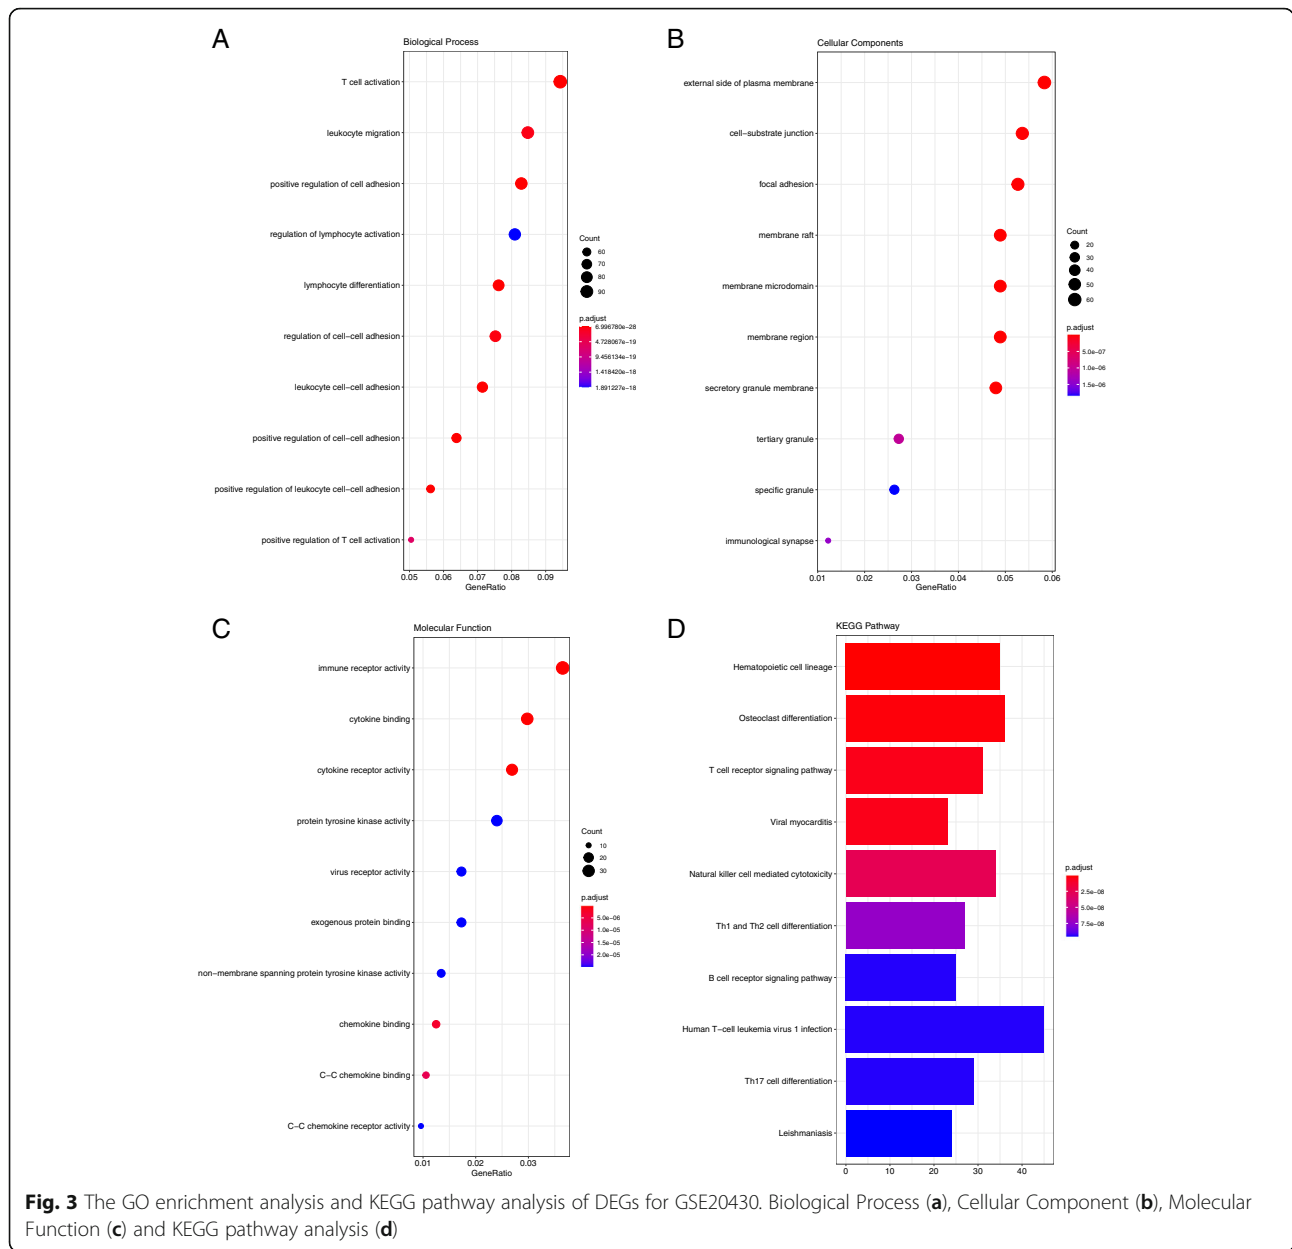 A
Biological Process
T cell activation
leukocyte migration
positive regulation of cell adhesion
regulation of lymphocyte activation
lymphocyte differentiation
regulation of cell−cell adhesion
leukocyte cell−cell adhesion
positive regulation of cell−cell adhesion
positive regulation of leukocyte cell−cell adhesion
positive regulation of T cell activation
0.05 0.06 0.07 0.08 0.09
GeneRatio
Count
60
70
80
90
p.adjust
6.996780e−28
4.728067e−19
9.456134e−19
1.418420e−18
1.891227e−18
B
Cellular Components
external side of plasma membrane
cell−substrate junction
focal adhesion
membrane raft
membrane microdomain
membrane region
secretory granule membrane
tertiary granule
specific granule
immunological synapse
0.01 0.02 0.03 0.04 0.05 0.06
GeneRatio
Count
20
30
40
50
60
p.adjust
5.0e−07
1.0e−06
1.5e−06
C
Molecular Function
immune receptor activity
cytokine binding
cytokine receptor activity
protein tyrosine kinase activity
virus receptor activity
exogenous protein binding
non−membrane spanning protein tyrosine kinase activity
chemokine binding
C−C chemokine binding
C−C chemokine receptor activity
0.01 0.02 0.03
GeneRatio
Count
10
20
30
p.adjust
5.0e−06
1.0e−05
1.5e−05
2.0e−05
D
KEGG Pathway
Hematopoietic cell lineage
Osteoclast differentiation
T cell receptor signaling pathway
Viral myocarditis
Natural killer cell mediated cytotoxicity
Th1 and Th2 cell differentiation
B cell receptor signaling pathway
Human T−cell leukemia virus 1 infection
Th17 cell differentiation
Leishmaniasis
0 10 20 30 40
p.adjust
2.5e−08
5.0e−08
7.5e−08
Fig. 3 The GO enrichment analysis and KEGG pathway analysis of DEGs for GSE20430. Biological Process (a), Cellular Component (b), Molecular
Function (c) and KEGG pathway analysis (d)